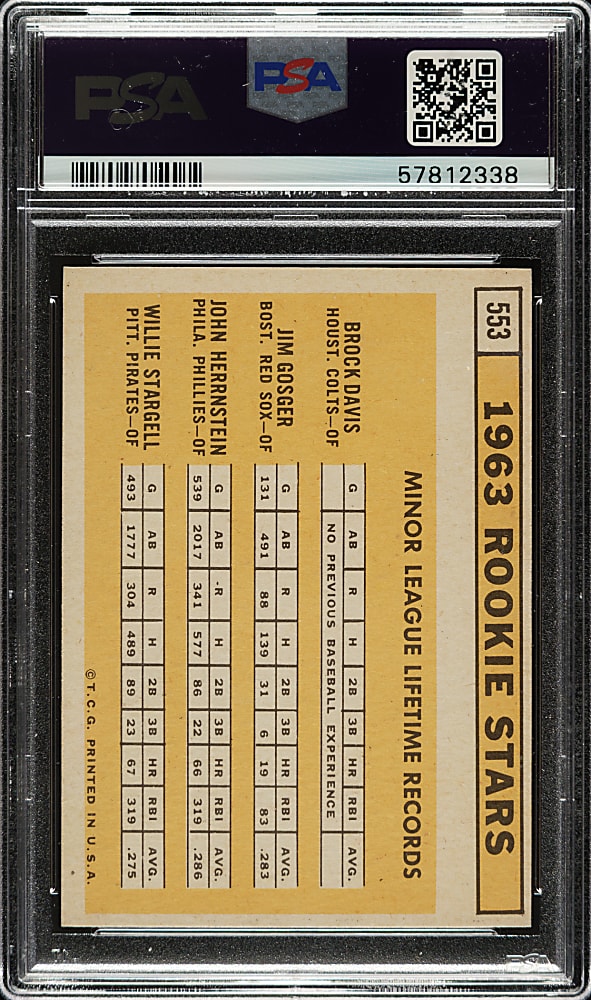 PSA
PSA
57812338
553
1963 ROOKIE STARS
MINOR LEAGUE LIFETIME RECORDS
BROCK DAVIS
HOUST. COLTS—OF
G AB R H 2B 3B HR RBI AVG.
NO PREVIOUS BASEBALL EXPERIENCE
JIM GOSGER
BOST. RED SOX—OF
G AB R H 2B 3B HR RBI AVG.
131 491 88 139 31 6 19 83 .283
JOHN HERRNSTEIN
PHILA. PHILLIES—OF
G AB -R H 2B 3B HR RBI AVG.
539 2017 341 577 86 22 66 319 .286
WILLIE STARGELL
PITT. PIRATES—OF
G AB R H 2B 3B HR RBI AVG.
493 1777 304 489 89 23 67 319 .275
© T.C.G. PRINTED IN U.S.A.
PSA